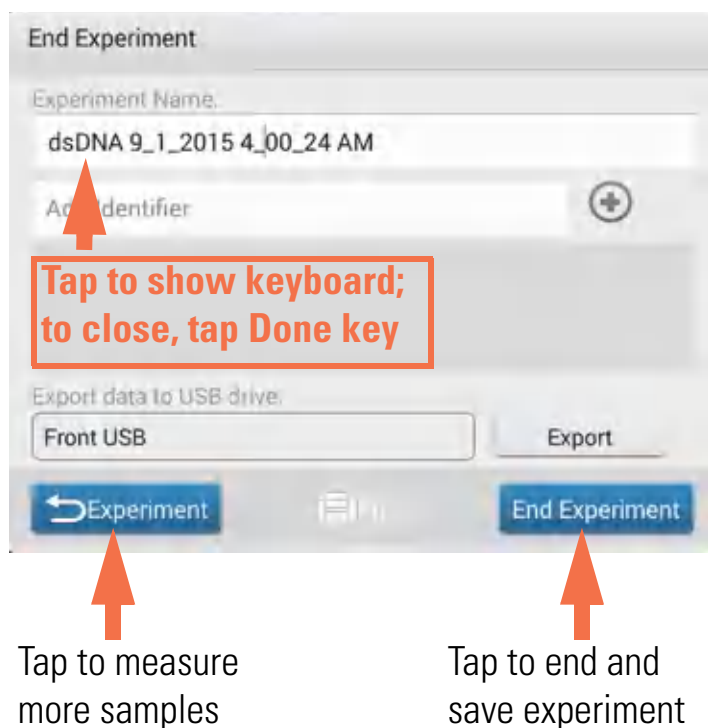 End Experiment
Experiment Name:
dsDNA 9_1_2015 4_00_24 AM
Identifier
Tap to show keyboard;
to close, tap Done key
Export data to USB drive:
Front USB
Export
Experiment
End Experiment
Tap to measure
more samples
Tap to end and
save experiment